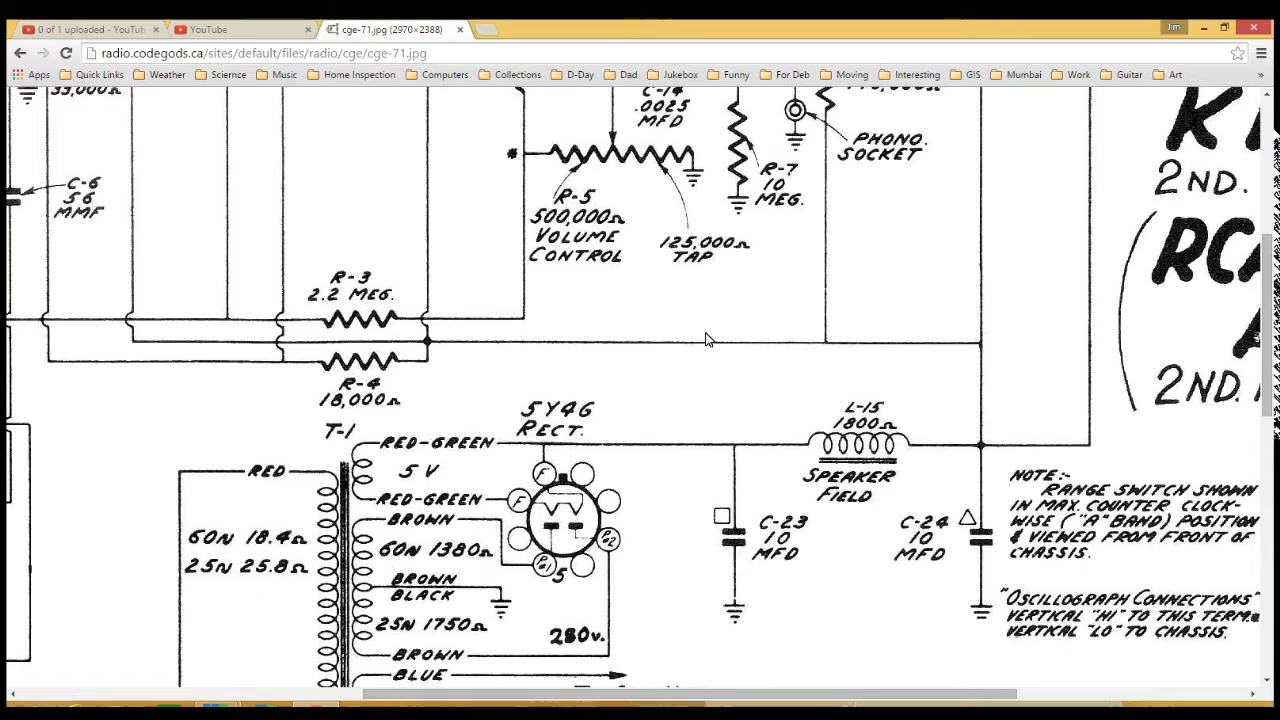 0 of 1 uploaded - YouTub
YouTube
cge-71.jpg (2970×2388)
Jim
radio.codegods.ca/sites/default/files/radio/cge/cge-71.jpg
Apps Quick Links Weather Science Music Home Inspection Computers Collections D-Day Dad Jukebox Funny For Deb Moving Interesting GIS Mumbai Work Guitar Art »
C-14
.0025
MFD
PHONO.
SOCKET
R-7
10
MEG.
C-6
56
MMF
R-5
500,000Ω
VOLUME
CONTROL
125,000Ω
TAP
2ND.
R-3
2.2 MEG.
R-4
18,000Ω
2ND.
T-1
RED-GREEN
5 V
RED-GREEN
5Y4G
RECT.
L-15
1800Ω
SPEAKER
FIELD
RED
BROWN
60N 1380Ω
BROWN
BLACK
25N 1750Ω
BROWN
BLUE
60N 18.4Ω
25N 25.8Ω
F
F
5
280V.
C-23
10
MFD
C-24
10
MFD
NOTE:-
RANGE SWITCH SHOWN
IN MAX. COUNTER CLOCK-
WISE ("A" BAND) POSITION
& VIEWED FROM FRONT OF
CHASSIS.
"OSCILLOGRAPH CONNECTIONS"
VERTICAL "HI" TO THIS TERM.*
VERTICAL "LO" TO CHASSIS.